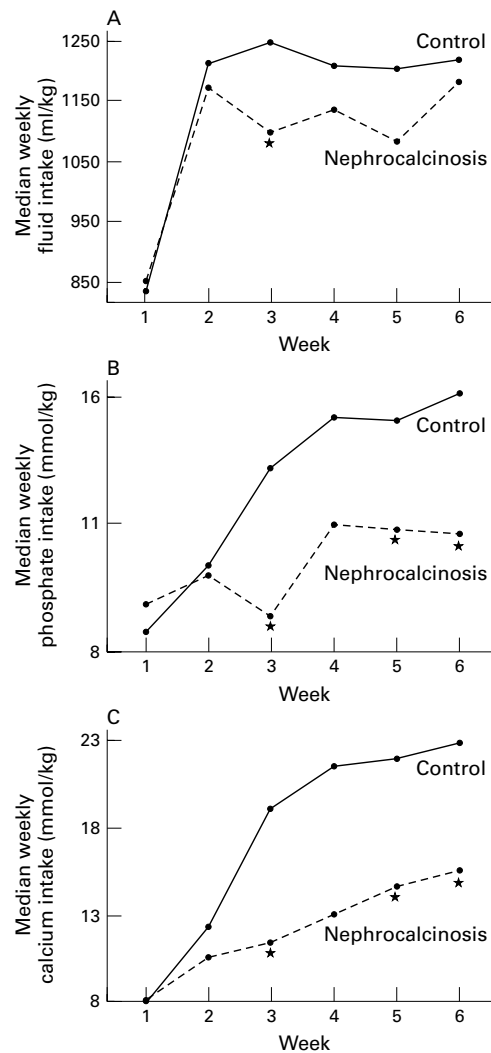 A
1250
1150
1050
950
850
Median weekly
fluid intake (ml/kg)
Control
Nephrocalcinosis
1 2 3 4 5 6
Week
B
16
11
8
Median weekly
phosphate intake (mmol/kg)
Control
Nephrocalcinosis
1 2 3 4 5 6
Week
C
23
18
13
8
Median weekly
calcium intake (mmol/kg)
Control
Nephrocalcinosis
1 2 3 4 5 6
Week